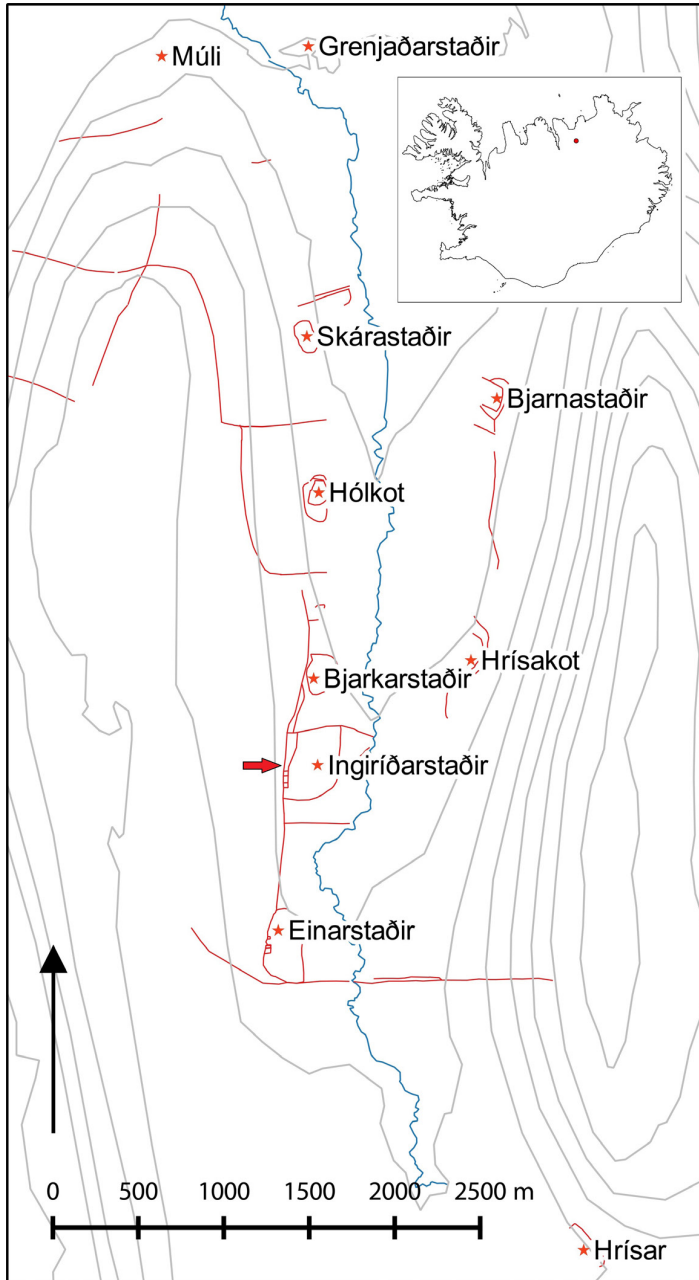 Múli
Grenjaðarstaðir
Skárastaðir
Bjarnastaðir
Hólkot
Hrísakot
Bjarkarstaðir
Ingiríðarstaðir
Einarstaðir
0 500 1000 1500 2000 2500 m
Hrísar